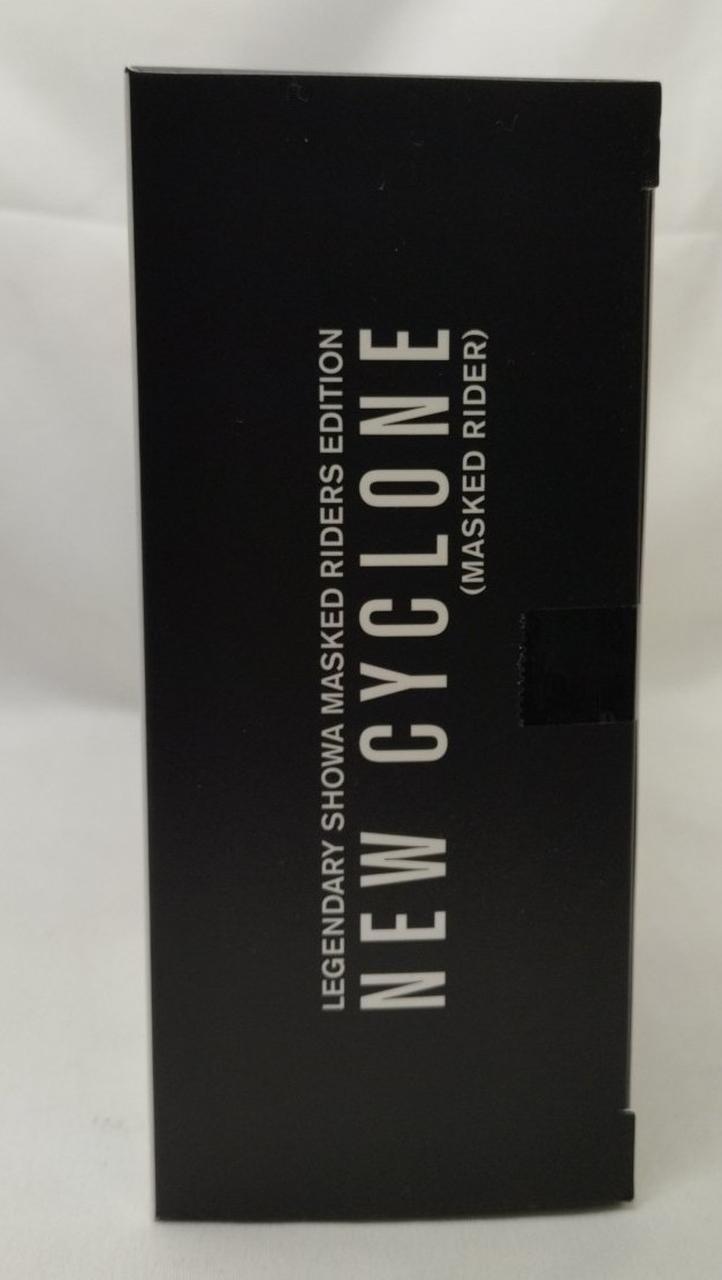 LEGENDARY SHOWA MASKED RIDERS EDITION
NEW CYCLONE
(MASKED RIDER)